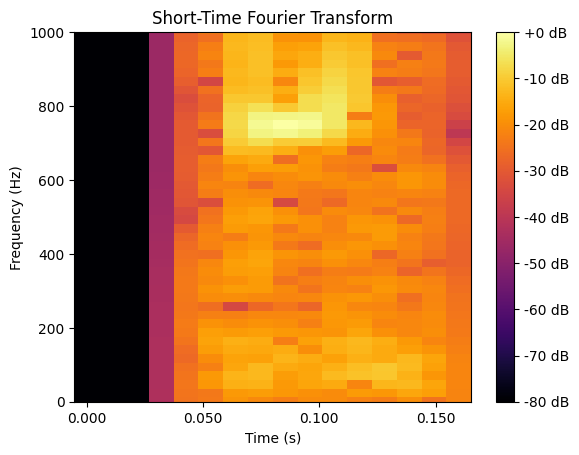 Short-Time Fourier Transform
1000
800
600
400
200
0
Frequency (Hz)
0.000
0.050
0.100
0.150
Time (s)
+0 dB
-10 dB
-20 dB
-30 dB
-40 dB
-50 dB
-60 dB
-70 dB
-80 dB